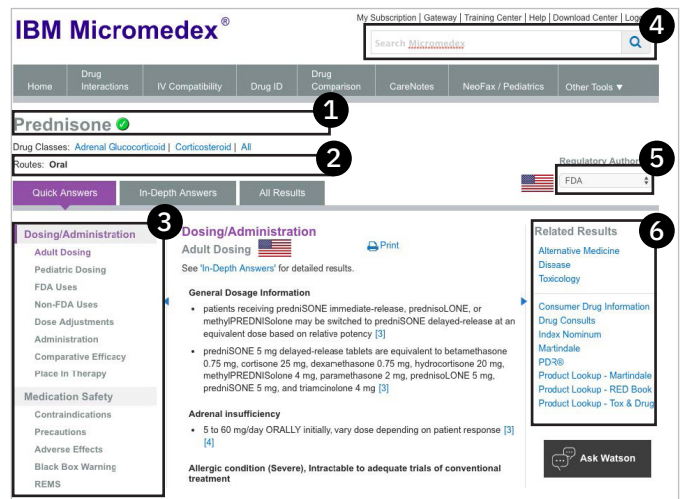 My Subscription | Gateway | Training Center | Help | Download Center |
IBM Micromedex®
4
Search Micromedex
Home
Drug Interactions
IV Compatibility
Drug ID
Drug Comparison
CareNotes
NeoFax / Pediatrics
Other Tools ▼
1
Prednisone
Drug Classes: Adrenal Glucocorticoid | Corticosteroid | All
2
Routes: Oral
Regulatory
5
FDA
Quick Answers
In-Depth Answers
All Results
3
Dosing/Administration
Adult Dosing
Pediatric Dosing
FDA Uses
Non-FDA Uses
Dose Adjustments
Administration
Comparative Efficacy
Place In Therapy
Medication Safety
Contraindications
Precautions
Adverse Effects
Black Box Warning
REMS
Dosing/Administration
Adult Dosing
Print
See 'In-Depth Answers' for detailed results.
General Dosage Information
• patients receiving predniSONE immediate-release, prednisoLONE, or
methylPREDNISolone may be switched to predniSONE delayed-release at an
equivalent dose based on relative potency [3]
• predniSONE 5 mg delayed-release tablets are equivalent to betamethasone
0.75 mg, cortisone 25 mg, dexamethasone 0.75 mg, hydrocortisone 20 mg,
methylPREDNISolone 4 mg, paramethasone 2 mg, prednisoLONE 5 mg,
predniSONE 5 mg, and triamcinolone 4 mg [3]
Adrenal insufficiency
• 5 to 60 mg/day ORALLY initially, vary dose depending on patient response [3]
[4]
Allergic condition (Severe), Intractable to adequate trials of conventional
treatment
6
Related Results
Alternative Medicine
Disease
Toxicology
Consumer Drug Information
Drug Consults
Index Nominum
Martindale
PDR®
Product Lookup - Martindale
Product Lookup - RED Book
Product Lookup - Tox & Drug
Ask Watson